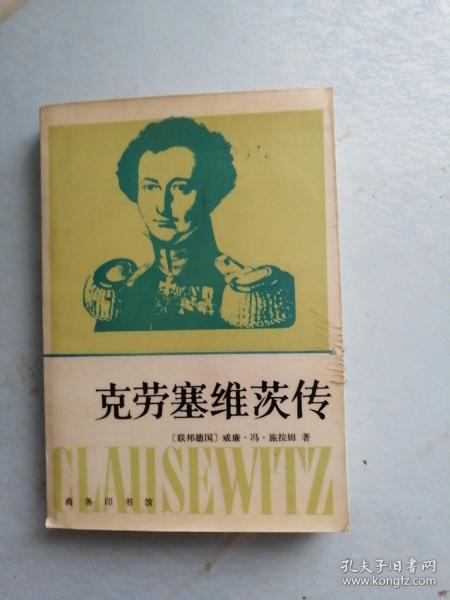 克劳塞维茨传
〔联邦德国〕威廉·冯·施拉姆 著
CLAUSEWITZ
商务印书馆
孔夫子旧书网
www.kongfz.com